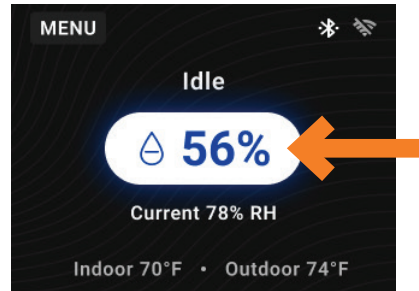 MENU
Idle
56%
Current 78% RH
Indoor 70°F • Outdoor 74°F